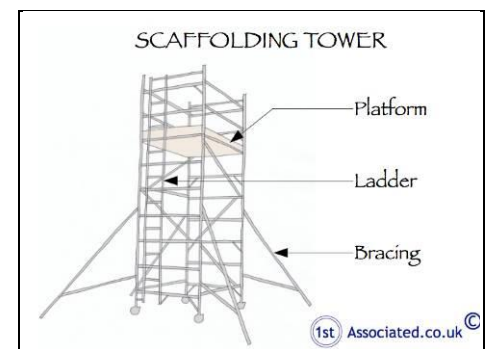 SCAFFOLDING TOWER
Platform
Ladder
Bracing
1st Associated.co.uk©